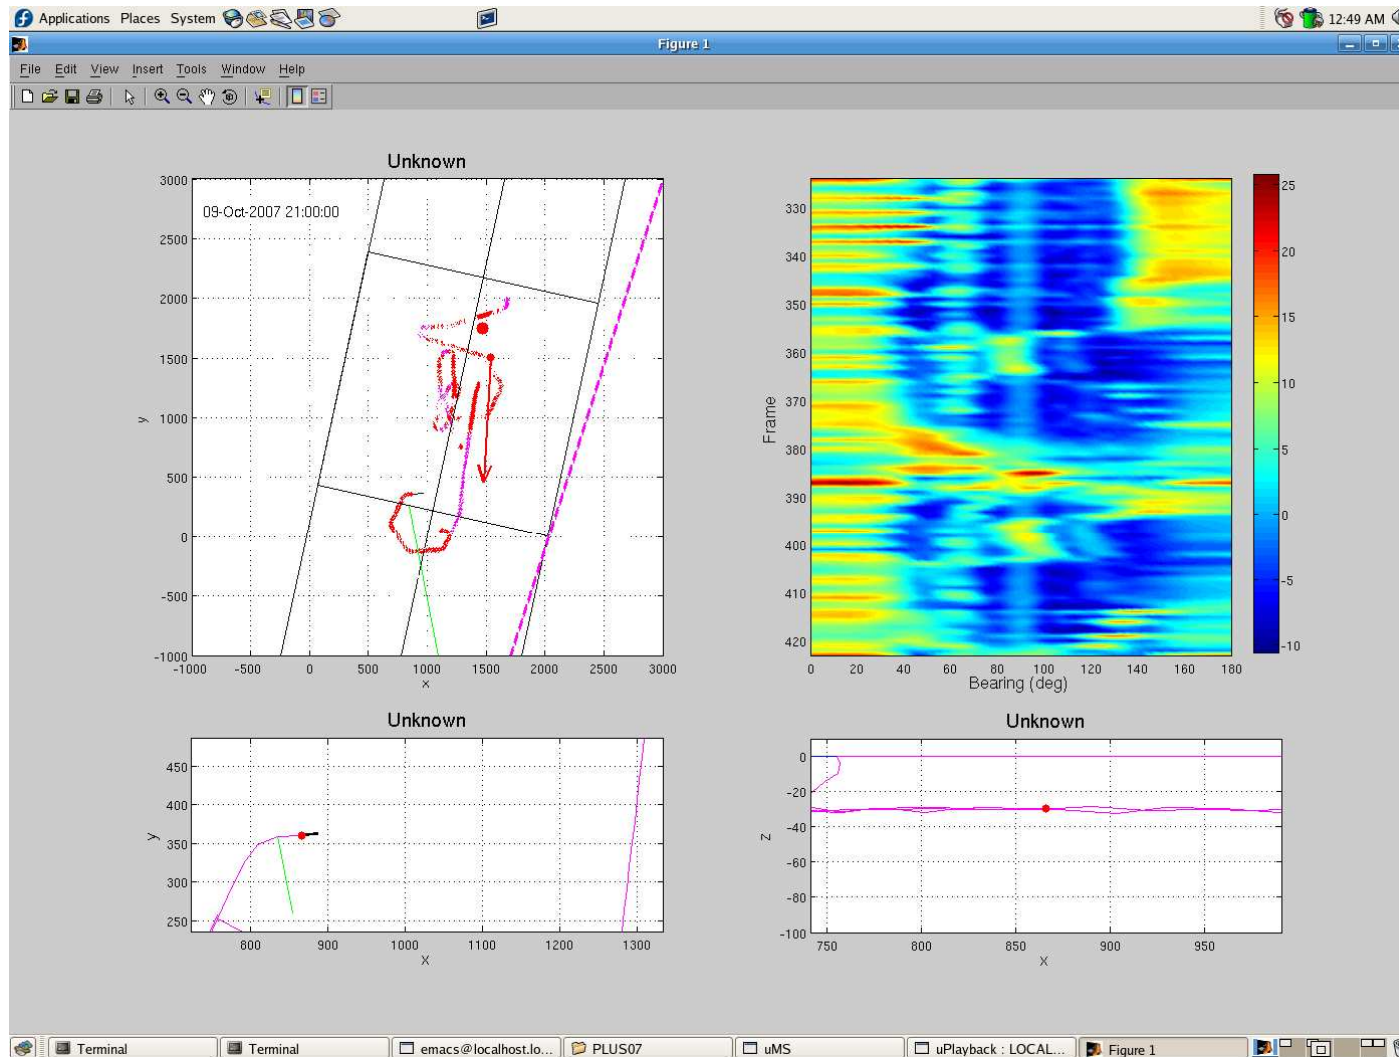 Applications Places System 12:49 AM
Figure 1
File Edit View Insert Tools Window Help
Unknown
09-Oct-2007 21:00:00
3000
2500
2000
1500
1000
500
0
-500
-1000
y
-1000 -500 0 500 1000 1500 2000 2500 3000
x
330
340
350
360
370
380
390
400
410
420
Frame
0 20 40 60 80 100 120 140 160 180
Bearing (deg)
25
20
15
10
5
0
-5
-10
Unknown
450
400
350
300
250
y
800 900 1000 1100 1200 1300
x
Unknown
0
-20
-40
-60
-80
-100
z
750 800 850 900 950
x
Terminal Terminal emacs@localhost.lo... PLUS07 uMS uPlayback : LOCAL... Figure 1